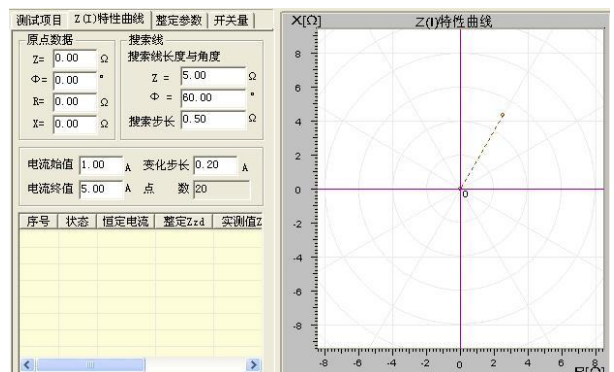 测试项目 Z(I)特性曲线 整定参数 开关量
原点数据
Z= 0.00 Ω
Φ= 0.00 °
R= 0.00 Ω
X= 0.00 Ω
搜索线
搜索线长度与角度
Z = 5.00 Ω
Φ = 60.00 °
搜索步长 0.50 Ω
电流始值 1.00 A 变化步长 0.20 A
电流终值 5.00 A 点 数 20
序号 状态 恒定电流 整定Zzd 实测值Z
X[Ω] Z(I)特性曲线
8
6
4
2
0
0
-2
-4
-6
-8
-8 -6 -4 -2 0 2 4 6 8
R[Ω]